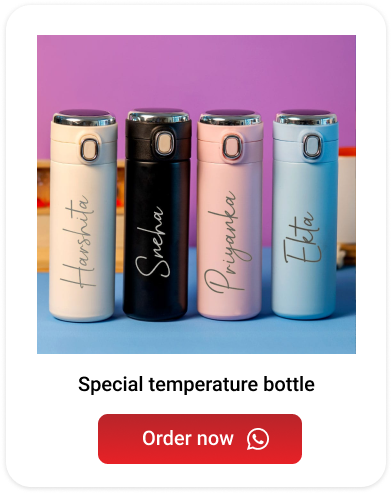 Harshita
Sneha
Priyanka
Ekta
Special temperature bottle
Order now